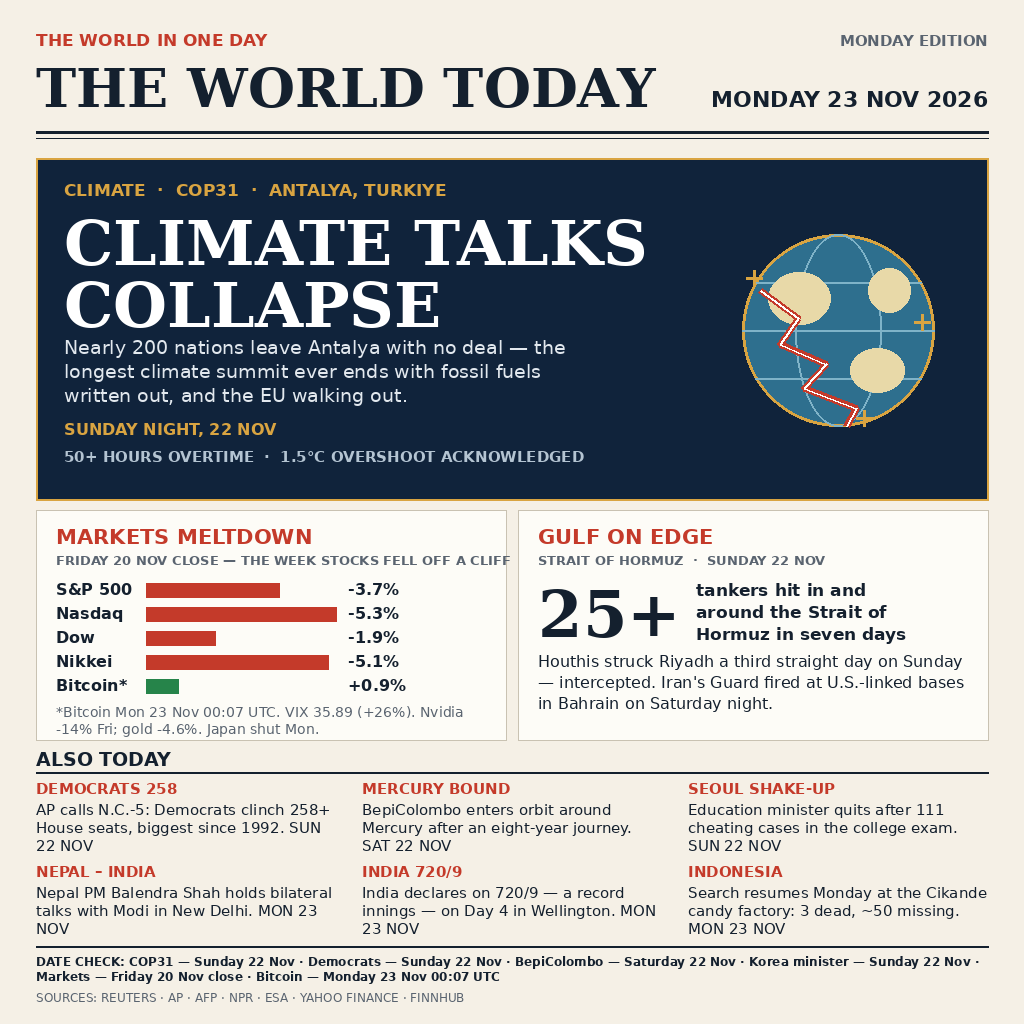 THE WORLD IN ONE DAY
MONDAY EDITION
THE WORLD TODAY
MONDAY 23 NOV 2026
CLIMATE · COP31 · ANTALYA, TURKIYE
CLIMATE TALKS
COLLAPSE
Nearly 200 nations leave Antalya with no deal — the
longest climate summit ever ends with fossil fuels
written out, and the EU walking out.
SUNDAY NIGHT, 22 NOV
50+ HOURS OVERTIME · 1.5°C OVERSHOOT ACKNOWLEDGED
MARKETS MELTDOWN
FRIDAY 20 NOV CLOSE — THE WEEK STOCKS FELL OFF A CLIFF
S&P 500 -3.7%
Nasdaq -5.3%
Dow -1.9%
Nikkei -5.1%
Bitcoin* +0.9%
*Bitcoin Mon 23 Nov 00:07 UTC. VIX 35.89 (+26%). Nvidia
-14% Fri; gold -4.6%. Japan shut Mon.
GULF ON EDGE
STRAIT OF HORMUZ · SUNDAY 22 NOV
25+
tankers hit in and
around the Strait of
Hormuz in seven days
Houthis struck Riyadh a third straight day on Sunday
— intercepted. Iran's Guard fired at U.S.-linked bases
in Bahrain on Saturday night.
ALSO TODAY
DEMOCRATS 258
AP calls N.C.-5: Democrats clinch 258+
House seats, biggest since 1992. SUN
22 NOV
MERCURY BOUND
BepiColombo enters orbit around
Mercury after an eight-year journey.
SAT 22 NOV
SEOUL SHAKE-UP
Education minister quits after 111
cheating cases in the college exam.
SUN 22 NOV
NEPAL – INDIA
Nepal PM Balendra Shah holds bilateral
talks with Modi in New Delhi. MON 23
NOV
INDIA 720/9
India declares on 720/9 — a record
innings — on Day 4 in Wellington. MON
23 NOV
INDONESIA
Search resumes Monday at the Cikande
candy factory: 3 dead, ~50 missing.
MON 23 NOV
DATE CHECK: COP31 — Sunday 22 Nov · Democrats — Sunday 22 Nov · BepiColombo — Saturday 22 Nov · Korea minister — Sunday 22 Nov ·
Markets — Friday 20 Nov close · Bitcoin — Monday 23 Nov 00:07 UTC
SOURCES: REUTERS · AP · AFP · NPR · ESA · YAHOO FINANCE · FINNHUB